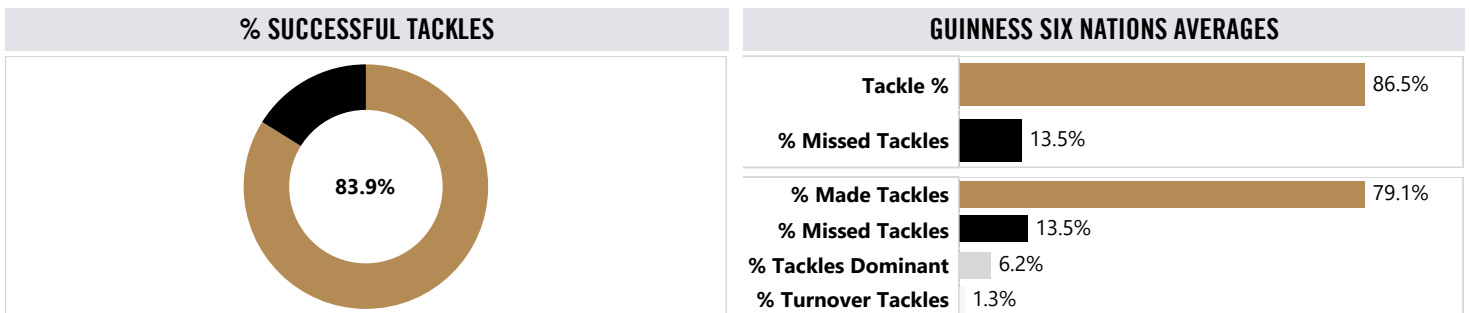 % SUCCESSFUL TACKLES
83.9%
GUINNESS SIX NATIONS AVERAGES
Tackle % 86.5%
% Missed Tackles 13.5%
% Made Tackles 79.1%
% Missed Tackles 13.5%
% Tackles Dominant 6.2%
% Turnover Tackles 1.3%